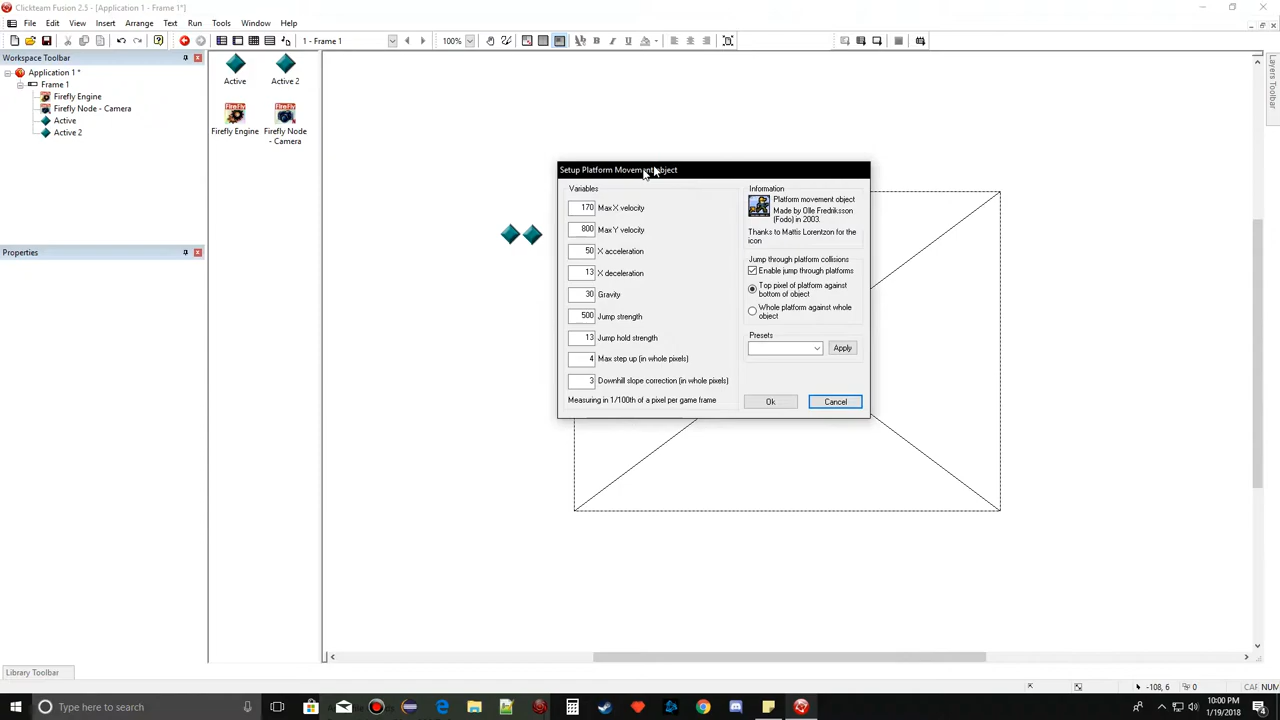 Clickteam Fusion 2.5 - [Application 1 - Frame 1*]
File Edit View Insert Arrange Text Run Tools Window Help
1 - Frame 1
100%
Workspace Toolbar
Application 1 *
Frame 1
Firefly Engine
Firefly Node - Camera
Active
Active 2
Properties
Library Toolbar
Active
Active 2
Firefly Engine
Firefly Node -
Camera
Layers Toolbar
Setup Platform Movement object
Variables
170 Max X velocity
800 Max Y velocity
50 X acceleration
13 X deceleration
30 Gravity
500 Jump strength
13 Jump hold strength
4 Max step up (in whole pixels)
3 Downhill slope correction (in whole pixels)
Measuring in 1/100th of a pixel per game frame
Information
Platform movement object
Made by Olle Fredriksson
(Fodo) in 2003.
Thanks to Mattis Lorentzon for the
icon
Jump through platform collisions
Enable jump through platforms
Top pixel of platform against
bottom of object
Whole platform against whole
object
Presets
Apply
Ok
Cancel
-108, 6
0
CAP NUM
Type here to search
10:00 PM
1/19/2018